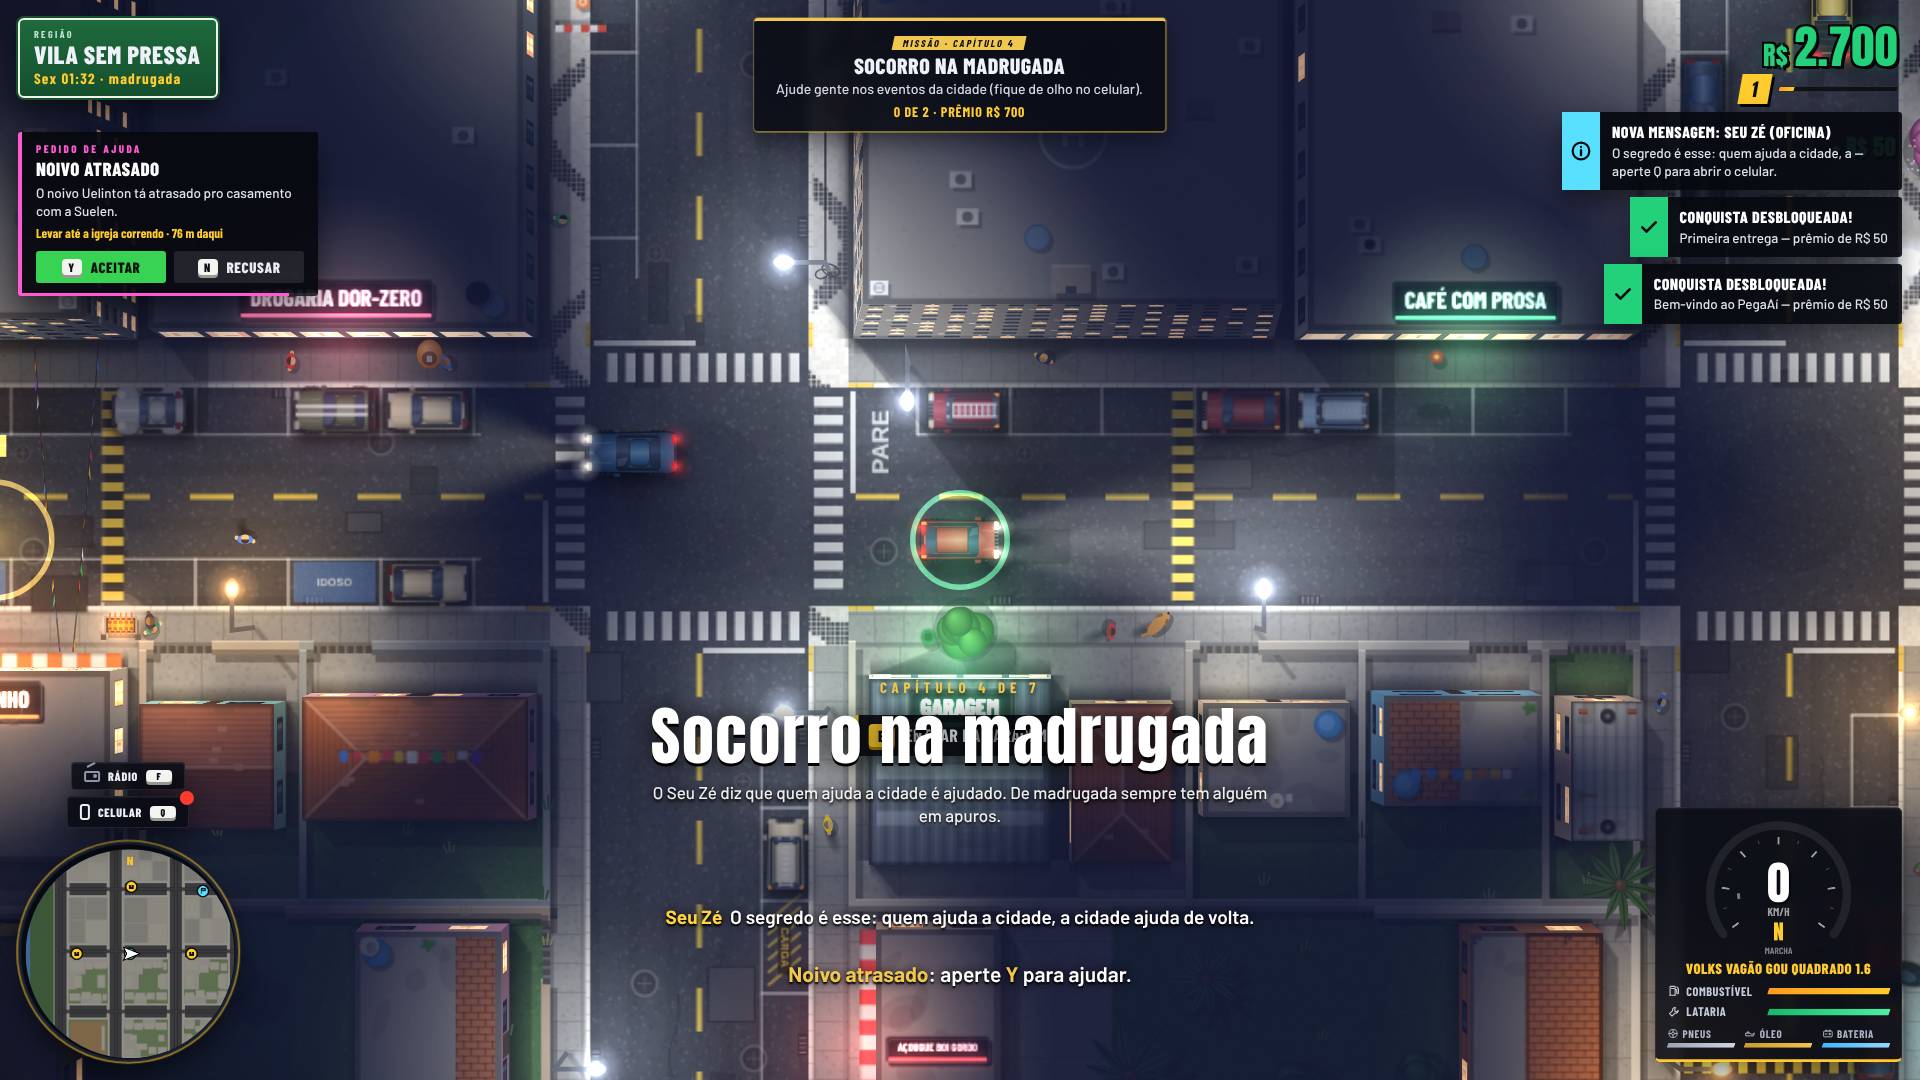 REGIÃO
VILA SEM PRESSA
Sex 01:32 · madrugada
MISSÃO · CAPÍTULO 4
SOCORRO NA MADRUGADA
Ajude gente nos eventos da cidade (fique de olho no celular).
0 DE 2 · PRÊMIO R$ 700
R$ 2.700
1
PEDIDO DE AJUDA
NOIVO ATRASADO
O noivo Uelinton tá atrasado pro casamento
com a Suelen.
Levar até a igreja correndo · 76 m daqui
Y ACEITAR
N RECUSAR
NOVA MENSAGEM: SEU ZÉ (OFICINA)
O segredo é esse: quem ajuda a cidade, a —
aperte Q para abrir o celular.
R$ 50
CONQUISTA DESBLOQUEADA!
Primeira entrega — prêmio de R$ 50
CONQUISTA DESBLOQUEADA!
Bem-vindo ao PegaAí — prêmio de R$ 50
DROGARIA DOR-ZERO
CAFÉ COM PROSA
PARE
IDOSO
NHO
CAPÍTULO 4 DE 7
GARAGEM
Socorro na madrugada
O Seu Zé diz que quem ajuda a cidade é ajudado. De madrugada sempre tem alguém
em apuros.
RÁDIO F
CELULAR Q
N
Seu Zé O segredo é esse: quem ajuda a cidade, a cidade ajuda de volta.
CARGA
Noivo atrasado: aperte Y para ajudar.
AÇOUGUE BOI GORDO
0
KM/H
N
MARCHA
VOLKS VAGÃO GOU QUADRADO 1.6
COMBUSTÍVEL
LATARIA
PNEUS
ÓLEO
BATERIA